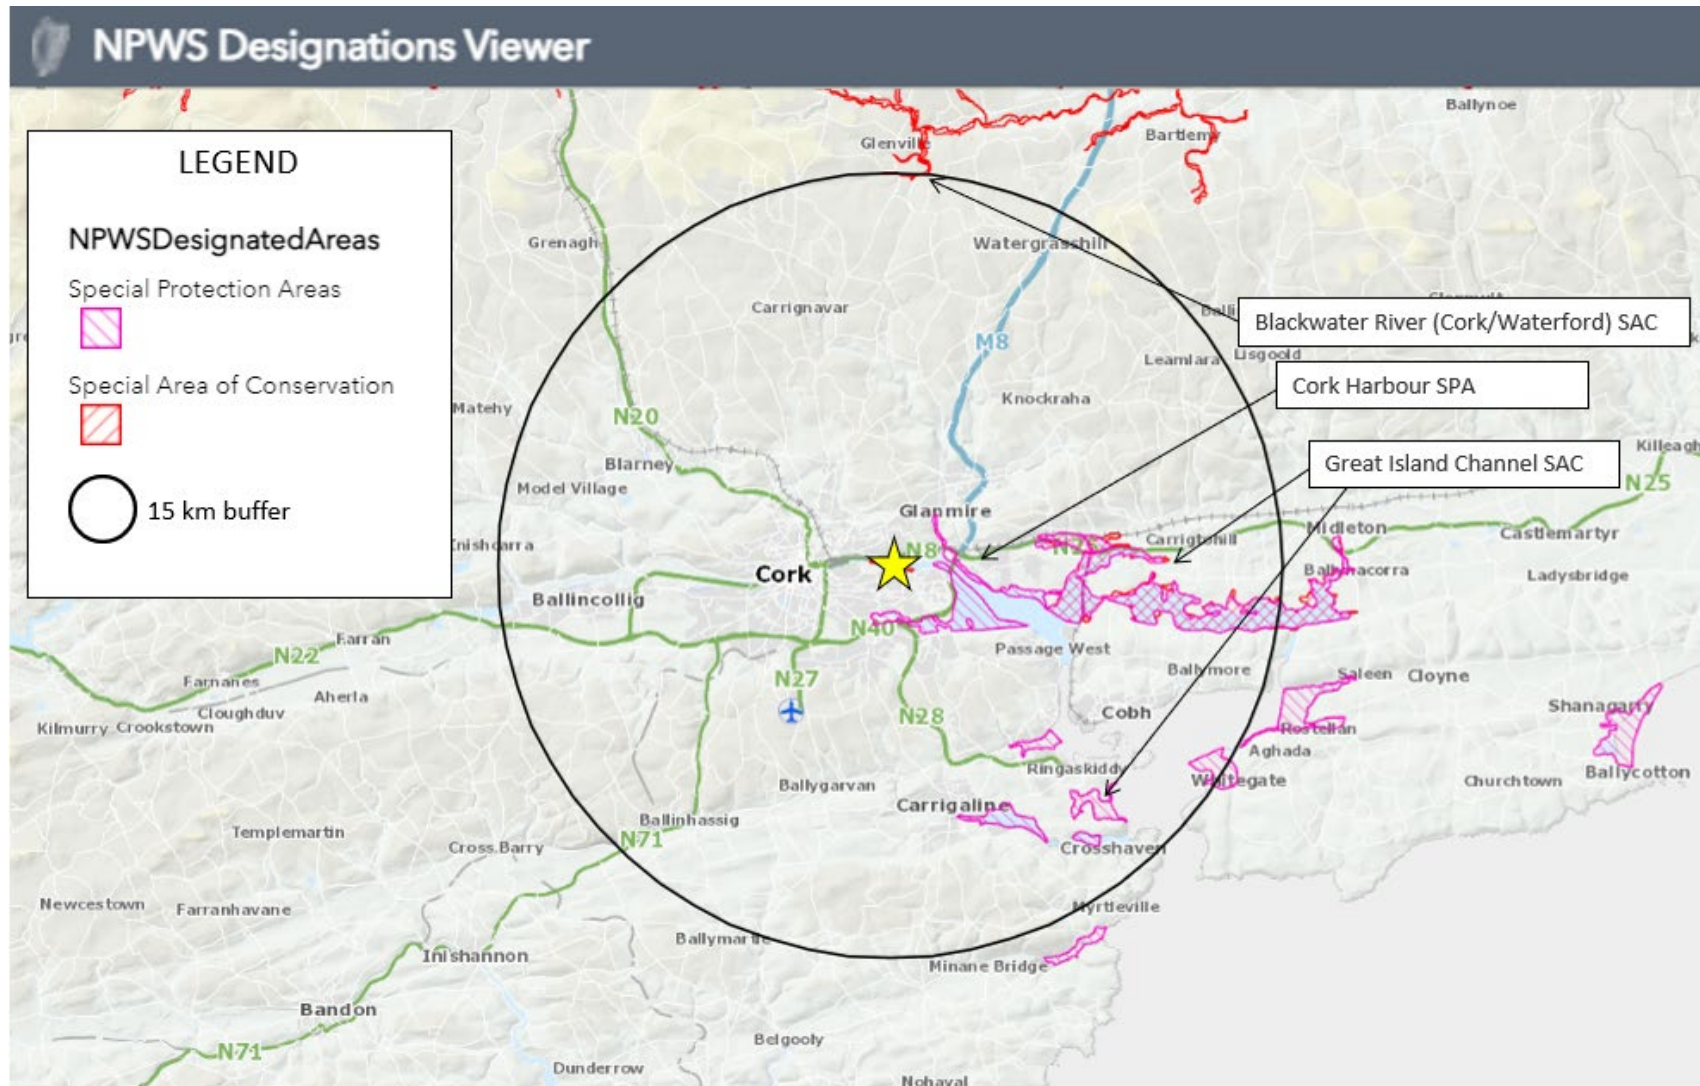 NPWS Designations Viewer
LEGEND
NPWSDesignatedAreas
Special Protection Areas
Special Area of Conservation
15 km buffer
Ballynoe
Glenville
Bartlemy
Grenagh
Watergrasshill
Carrignavar
Blackwater River (Cork/Waterford) SAC
M8
Leamlara
Lisgoold
Cork Harbour SPA
Knockraha
Matehy
N20
Killeagh
Blarney
Great Island Channel SAC
N25
Model Village
Glanmire
Midleton
Castlemartyr
Carrigtohill
N8
Cork
Ballynacorra
Ladysbridge
Ballincollig
N40
Farran
N22
Passage West
Ballymore
Saleen
Cloyne
Farnanes
Aherla
N27
Cloughduv
Kilmurry
Crookstown
N28
Cobh
Shanagarry
Rostellan
Aghada
Ringaskiddy
Whitegate
Churchtown
Ballycotton
Ballygarvan
Carrigaline
Ballinhassig
Templemartin
N71
Cross Barry
Crosshaven
Newcestown
Farranhavane
Myrtleville
Ballymartle
Inishannon
Minane Bridge
Bandon
Belgooly
N71
Dunderrow
Nohaval